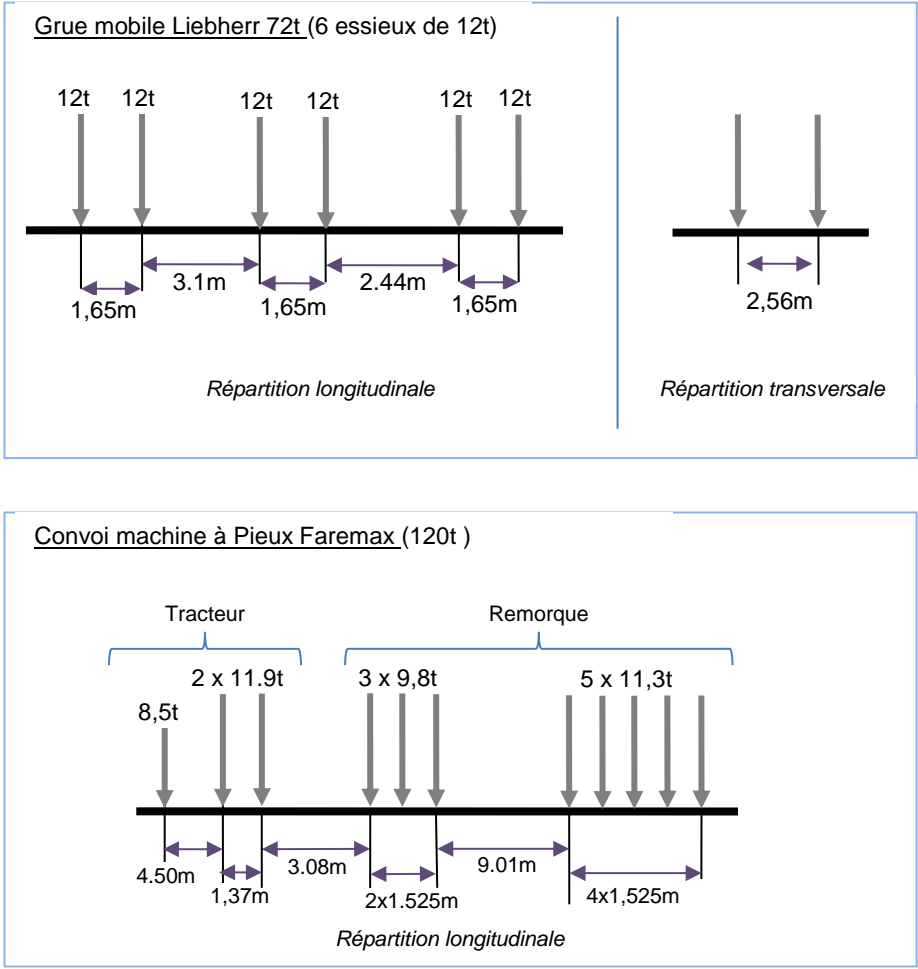 Grue mobile Liebherr 72t (6 essieux de 12t)
12t 12t 12t 12t 12t 12t
3.1m 2.44m
1,65m 1,65m 1,65m
2,56m
Répartition longitudinale
Répartition transversale
Convoi machine à Pieux Faremax (120t )
Tracteur Remorque
2 x 11.9t 3 x 9,8t 5 x 11,3t
8,5t
4.50m 3.08m 9.01m
1,37m 2x1.525m 4x1,525m
Répartition longitudinale